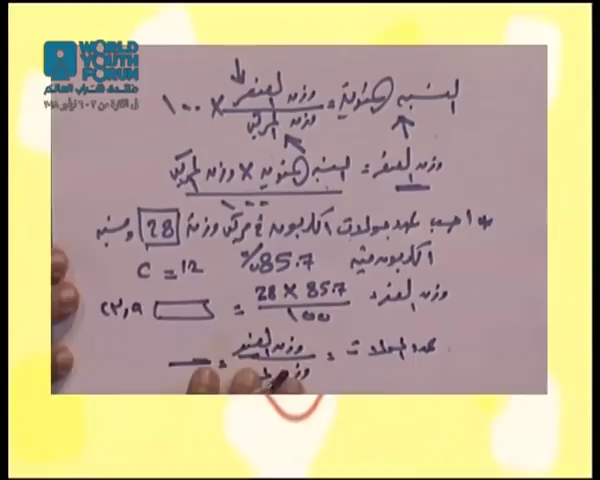 WORLD
YOUTH
FORUM
منتدى شباب العالم
النسبة المئوية = وزن العنصر / وزن المركب × ١٠٠
وزن العنصر = النسبة المئوية × وزن المركب / ١٠٠
* احسب عدد مولات الكربون في مركب وزنه 28 ونسبة
الكربون فيه 85.7 % C = 12
وزن العنصر = 28 × 85.7 / ١٠٠ =
عدد المولات = وزن العنصر =